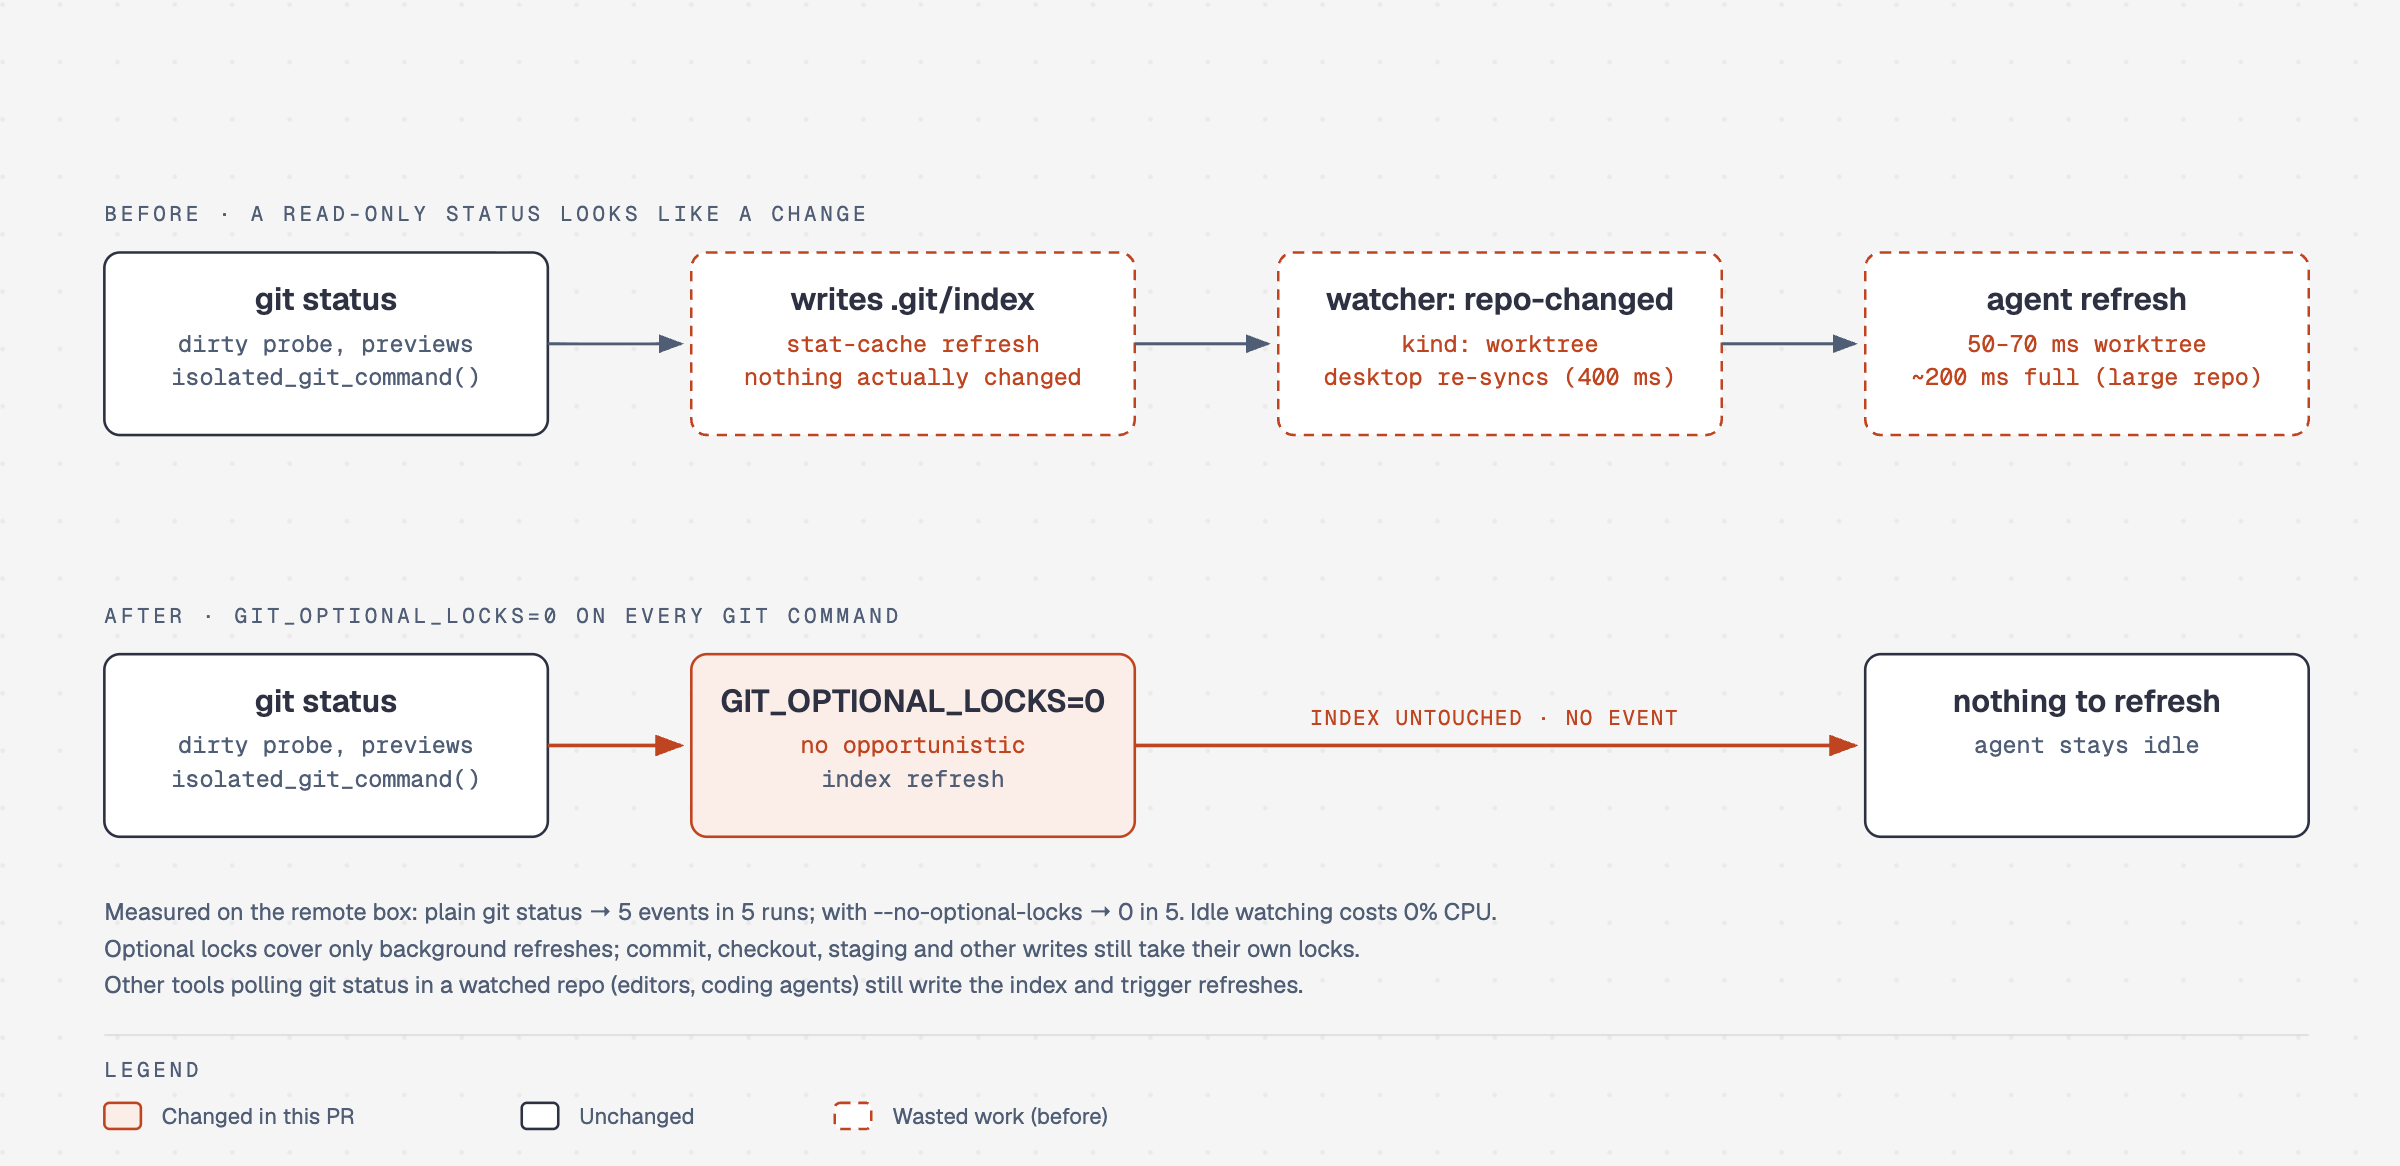 BEFORE · A READ-ONLY STATUS LOOKS LIKE A CHANGE
git status
dirty probe, previews
isolated_git_command()
writes .git/index
stat-cache refresh
nothing actually changed
watcher: repo-changed
kind: worktree
desktop re-syncs (400 ms)
agent refresh
50-70 ms worktree
~200 ms full (large repo)
AFTER · GIT_OPTIONAL_LOCKS=0 ON EVERY GIT COMMAND
git status
dirty probe, previews
isolated_git_command()
GIT_OPTIONAL_LOCKS=0
no opportunistic
index refresh
INDEX UNTOUCHED · NO EVENT
nothing to refresh
agent stays idle
Measured on the remote box: plain git status → 5 events in 5 runs; with --no-optional-locks → 0 in 5. Idle watching costs 0% CPU.
Optional locks cover only background refreshes; commit, checkout, staging and other writes still take their own locks.
Other tools polling git status in a watched repo (editors, coding agents) still write the index and trigger refreshes.
LEGEND
Changed in this PR
Unchanged
Wasted work (before)